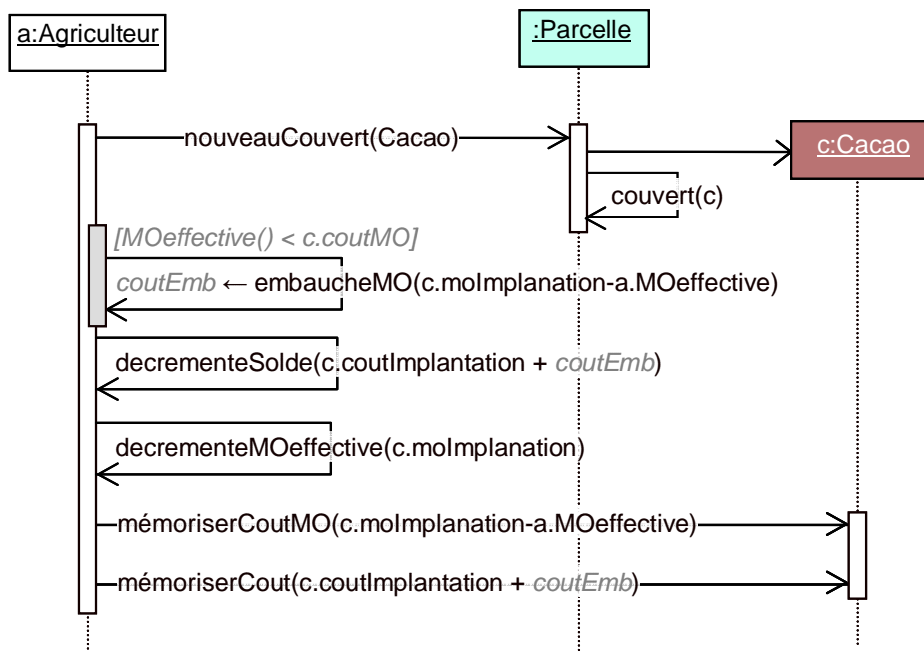 a:Agriculteur
:Parcelle
c:Cacao
nouveauCouvert(Cacao)
couvert(c)
[MOeffective() < c.coutMO]
coutEmb ← embaucheMO(c.moImplanation-a.MOeffective)
decrementeSolde(c.coutImplantation + coutEmb)
decrementeMOeffective(c.moImplanation)
mémoriserCoutMO(c.moImplanation-a.MOeffective)
mémoriserCout(c.coutImplantation + coutEmb)